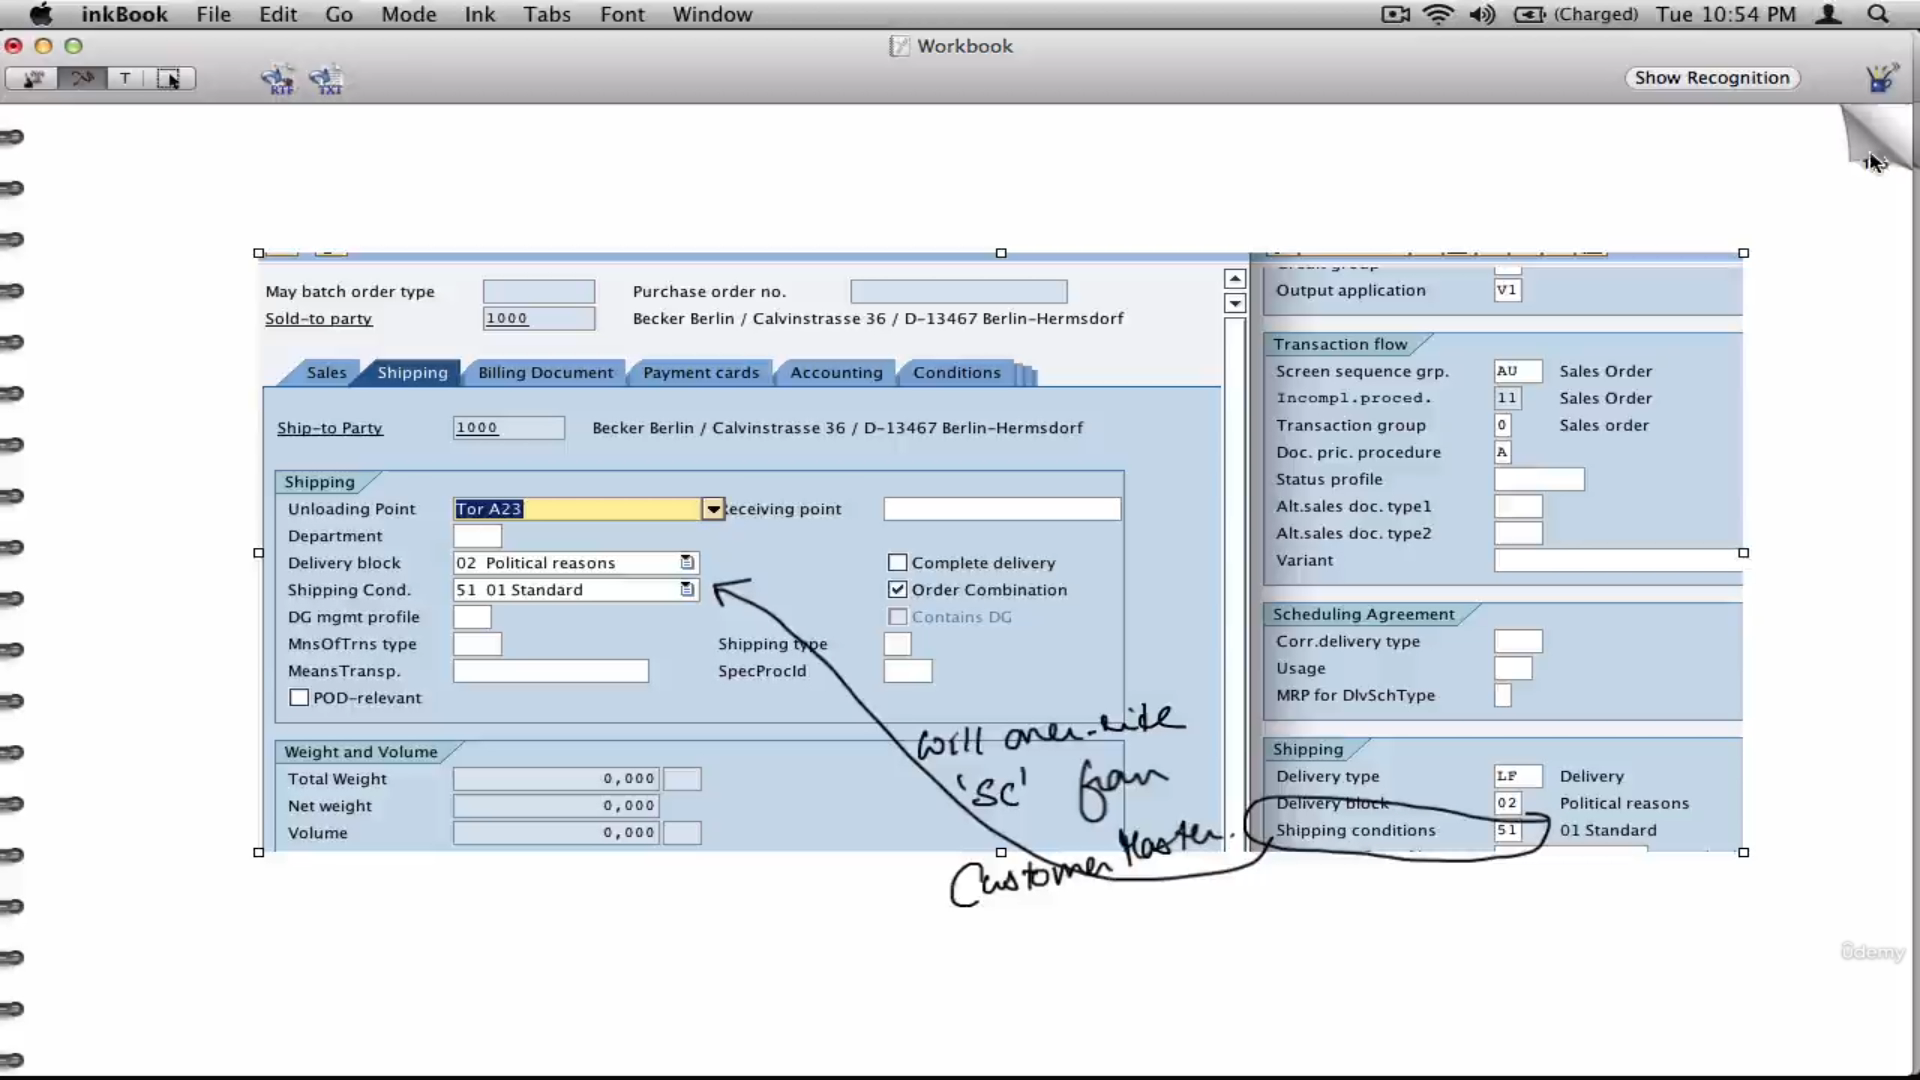 inkBook File Edit Go Mode Ink Tabs Font Window (Charged) Tue 10:54 PM
Workbook
T RTF TXT Show Recognition
May batch order type Purchase order no.
Sold-to party 1000 Becker Berlin / Calvinstrasse 36 / D-13467 Berlin-Hermsdorf
Sales Shipping Billing Document Payment cards Accounting Conditions
Ship-to Party 1000 Becker Berlin / Calvinstrasse 36 / D-13467 Berlin-Hermsdorf
Shipping
Unloading Point Tor A23 eceiving point
Department
Delivery block 02 Political reasons Complete delivery
Shipping Cond. 51 01 Standard Order Combination
DG mgmt profile Contains DG
MnsOfTrns type Shipping type
MeansTransp. SpecProcId
POD-relevant
Weight and Volume
Total Weight 0,000
Net weight 0,000
Volume 0,000
Output application V1
Transaction flow
Screen sequence grp. AU Sales Order
Incompl.proced. 11 Sales Order
Transaction group 0 Sales order
Doc. pric. procedure A
Status profile
Alt.sales doc. type1
Alt.sales doc. type2
Variant
Scheduling Agreement
Corr.delivery type
Usage
MRP for DlvSchType
Shipping
Delivery type LF Delivery
Delivery block 02 Political reasons
Shipping conditions 51 01 Standard
will over-ride
'SC' from
Customer Master.
ûdemy